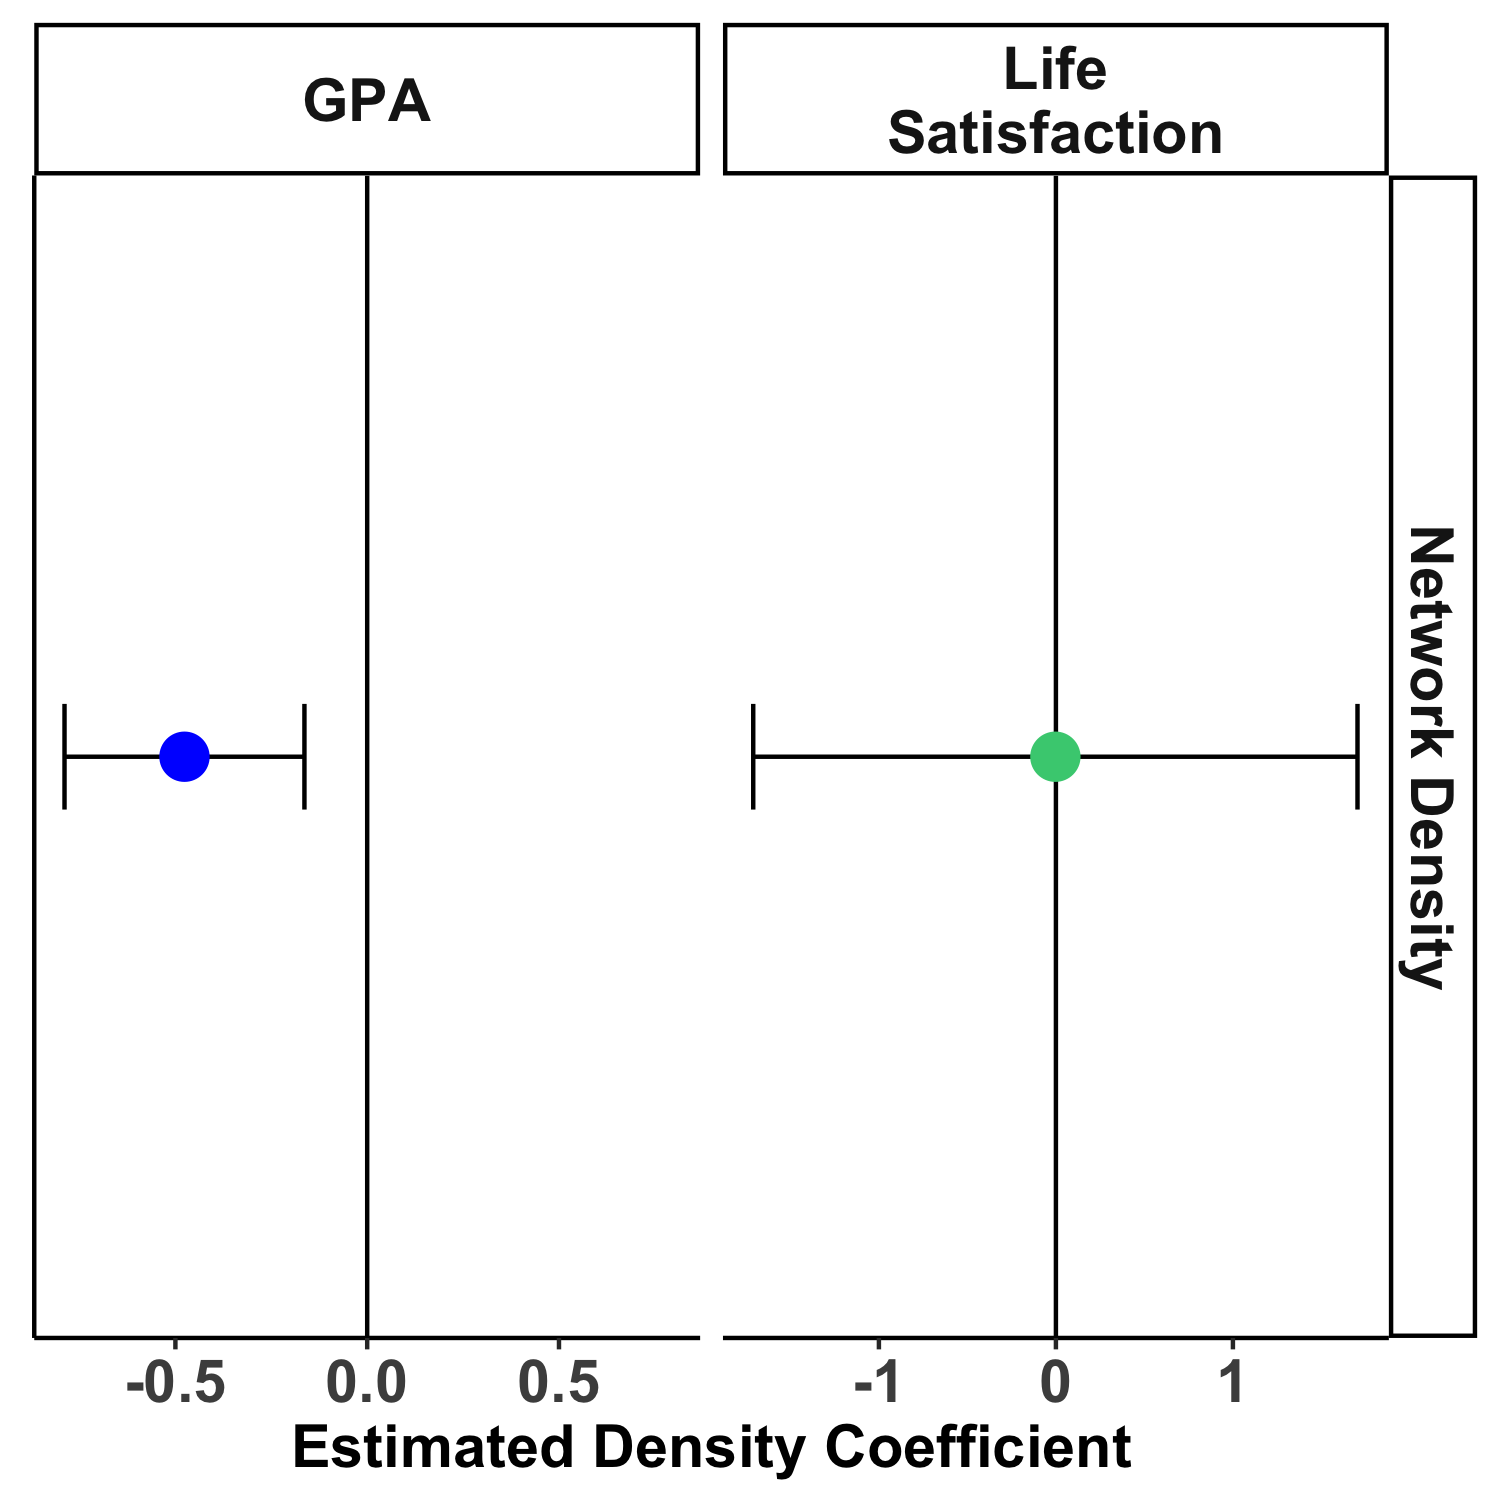 GPA
Life
Satisfaction
Network Density
-0.5 0.0 0.5 -1 0 1
Estimated Density Coefficient